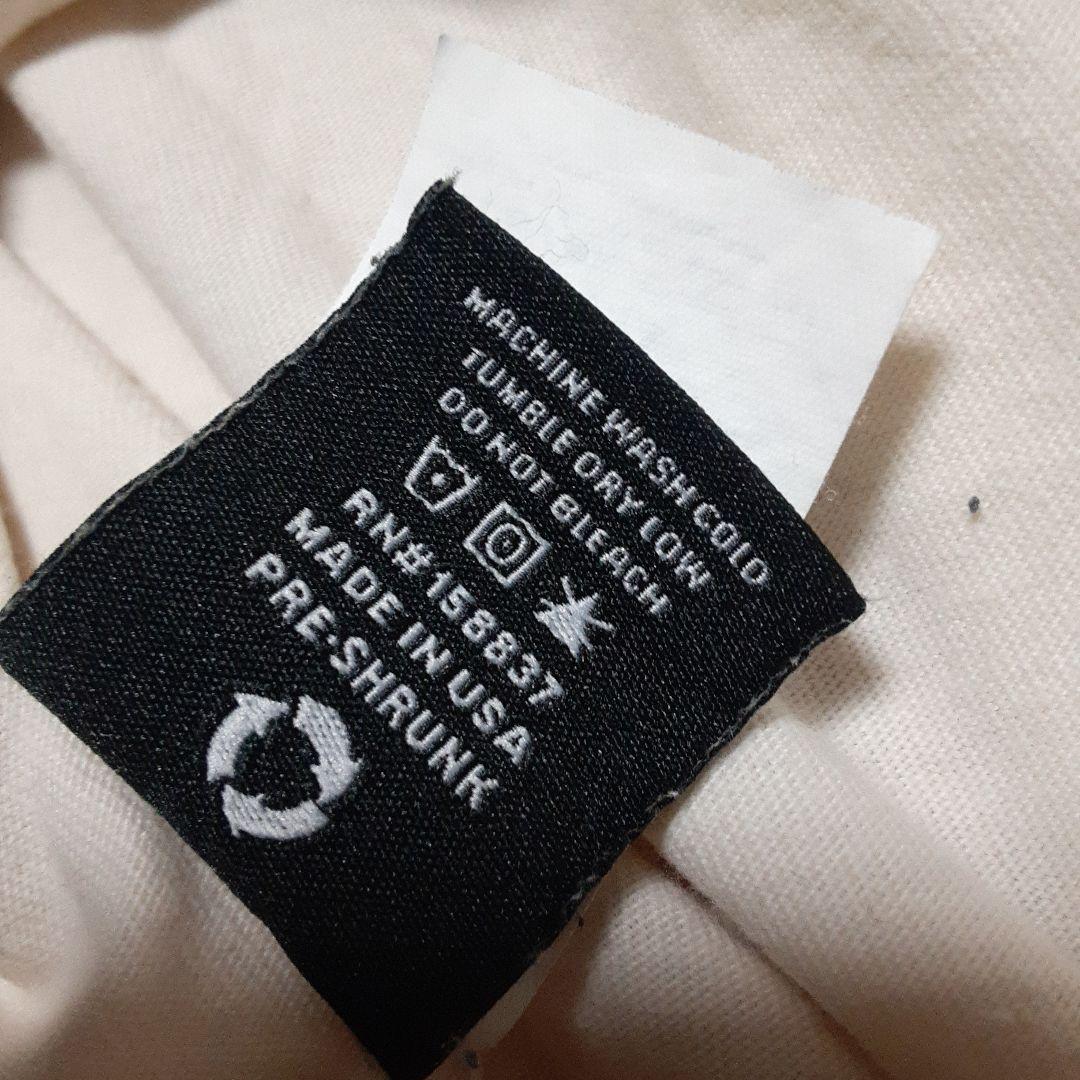 MACHINE WASH COLD
TUMBLE DRY LOW
DO NOT BLEACH
RN# 158837
MADE IN USA
PRE-SHRUNK